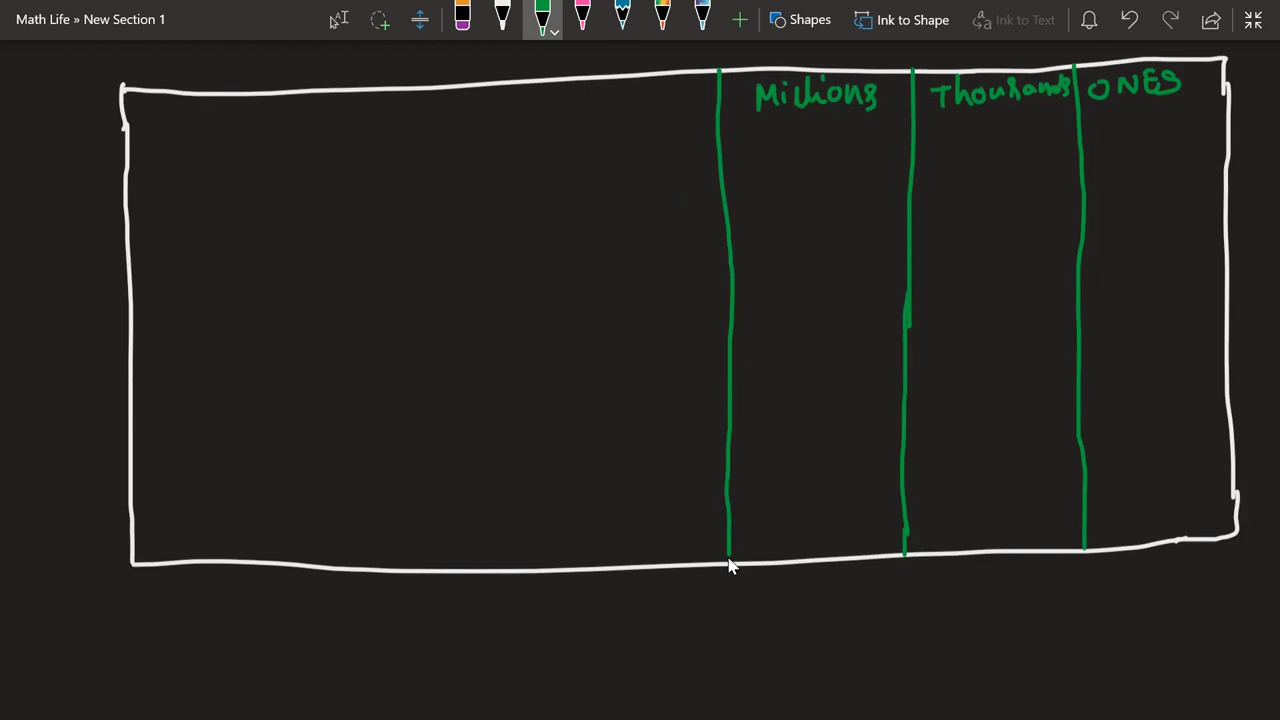 Math Life » New Section 1
Shapes
Ink to Shape
Ink to Text
Millions Thousands ONES